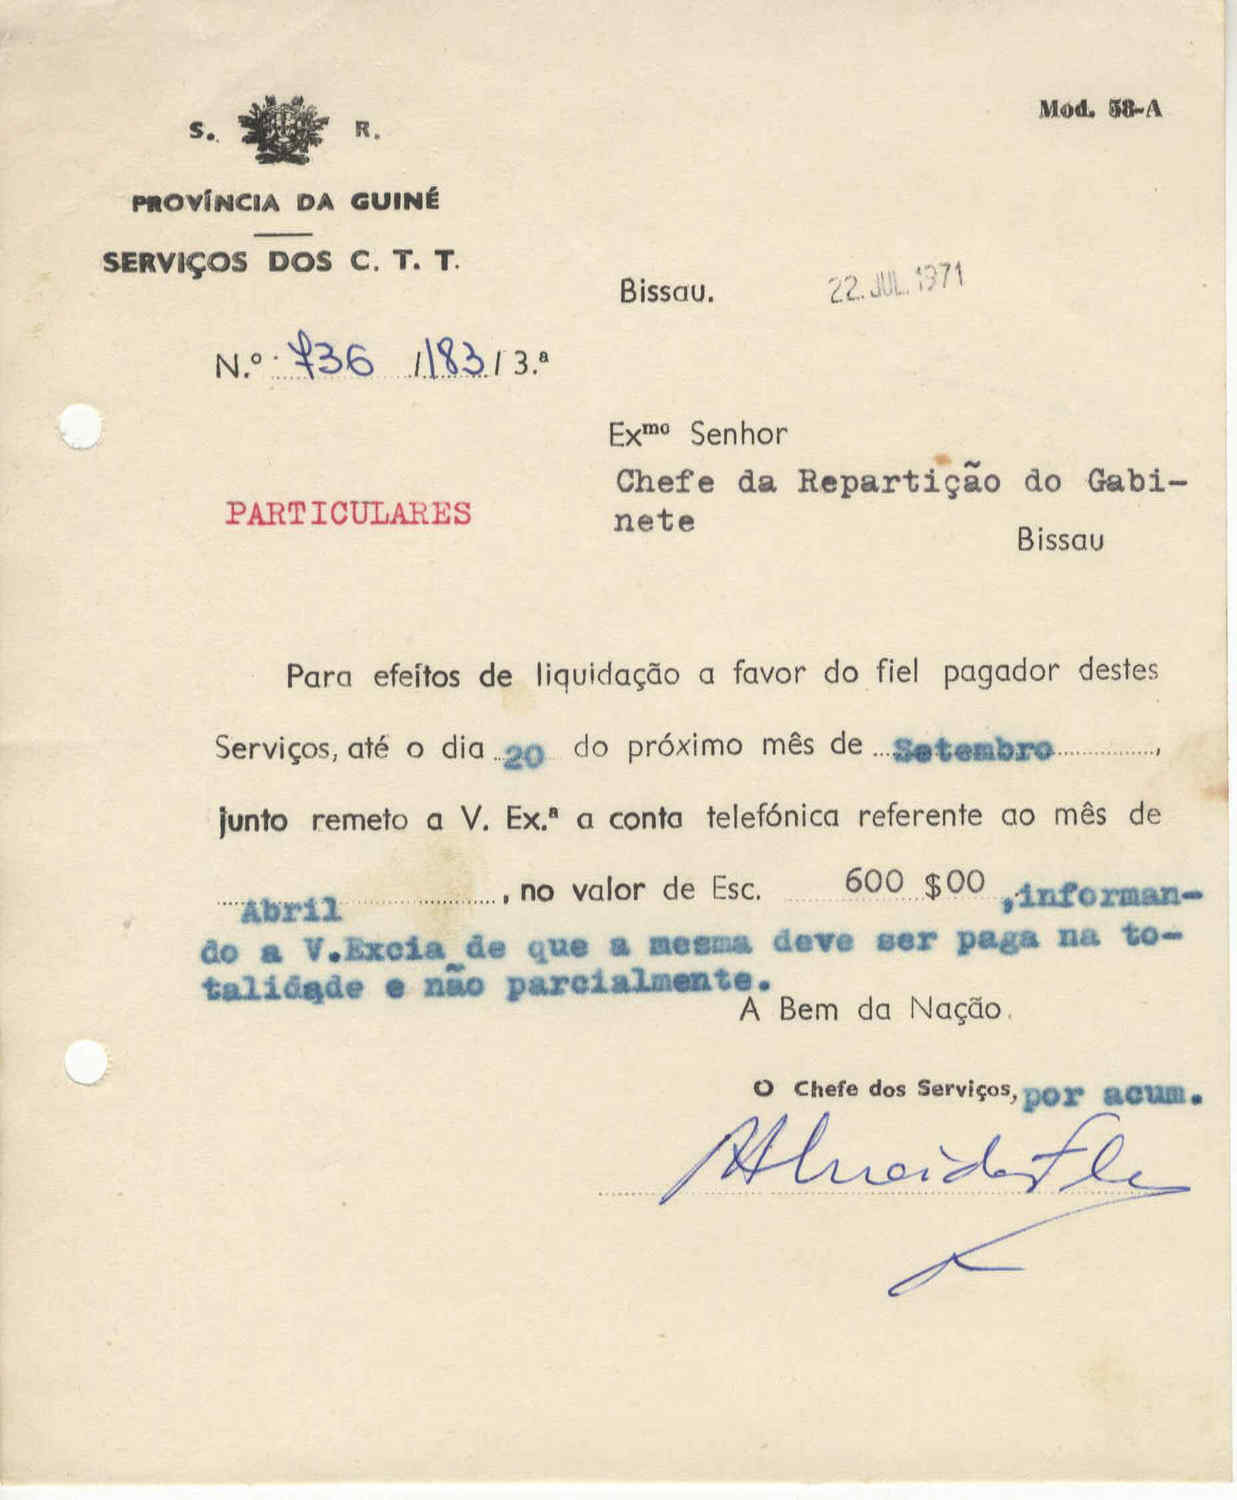 Mod. 58-A
S. R.
PROVÍNCIA DA GUINÉ
SERVIÇOS DOS C. T. T.
Bissau. 22.JUL.1971
N.º 736 /183/ 3.ª
Exᵐᵒ Senhor
Chefe da Repartição do Gabi-
nete
PARTICULARES
Bissau
Para efeitos de liquidação a favor do fiel pagador destes
Serviços, até o dia 20 do próximo mês de Setembro,
junto remeto a V. Ex.ª a conta telefónica referente ao mês de
Abril, no valor de Esc. 600 $00 ,informan-
do a V.Excia de que a mesma deve ser paga na to-
talidade e não parcialmente.
A Bem da Nação.
O Chefe dos Serviços, por acum.